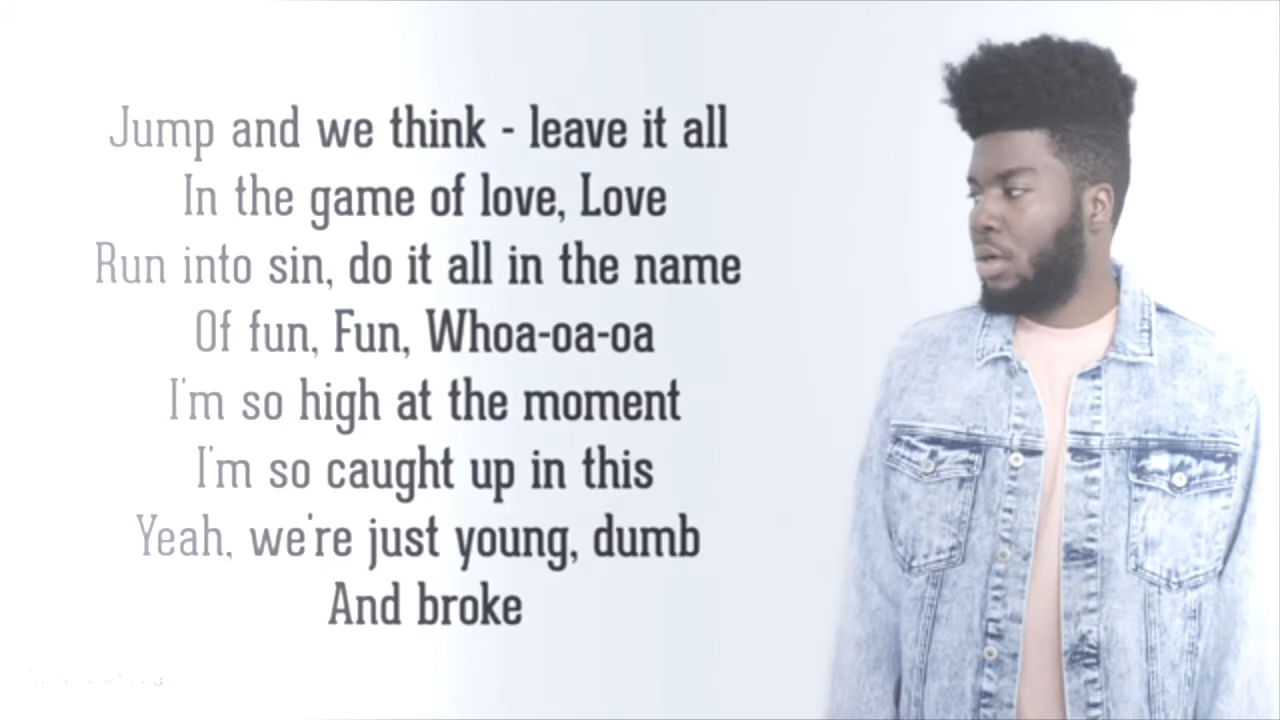 Jump and we think - leave it all
In the game of love, Love
Run into sin, do it all in the name
Of fun, Fun, Whoa-oa-oa
I'm so high at the moment
I'm so caught up in this
Yeah, we're just young, dumb
And broke